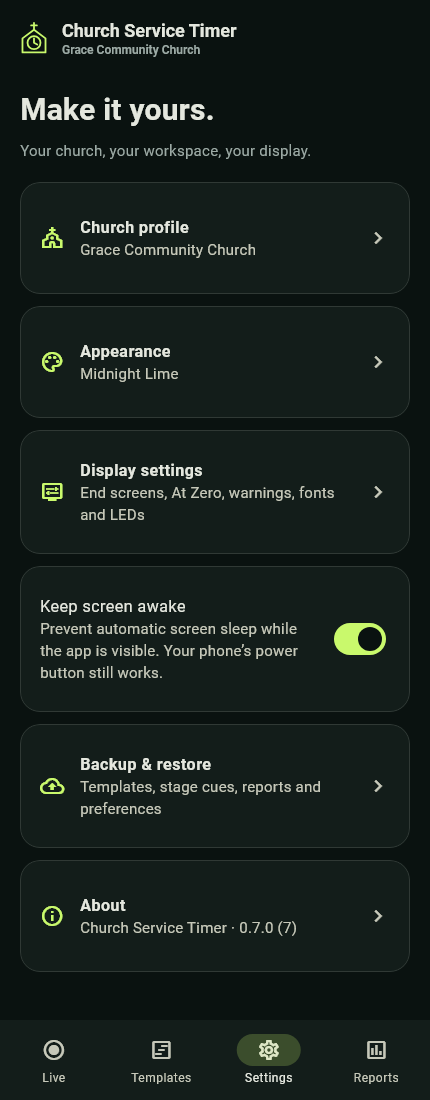 Church Service Timer
Grace Community Church
Make it yours.
Your church, your workspace, your display.
Church profile
Grace Community Church
Appearance
Midnight Lime
Display settings
End screens, At Zero, warnings, fonts
and LEDs
Keep screen awake
Prevent automatic screen sleep while
the app is visible. Your phone’s power
button still works.
Backup & restore
Templates, stage cues, reports and
preferences
About
Church Service Timer · 0.7.0 (7)
Live
Templates
Settings
Reports